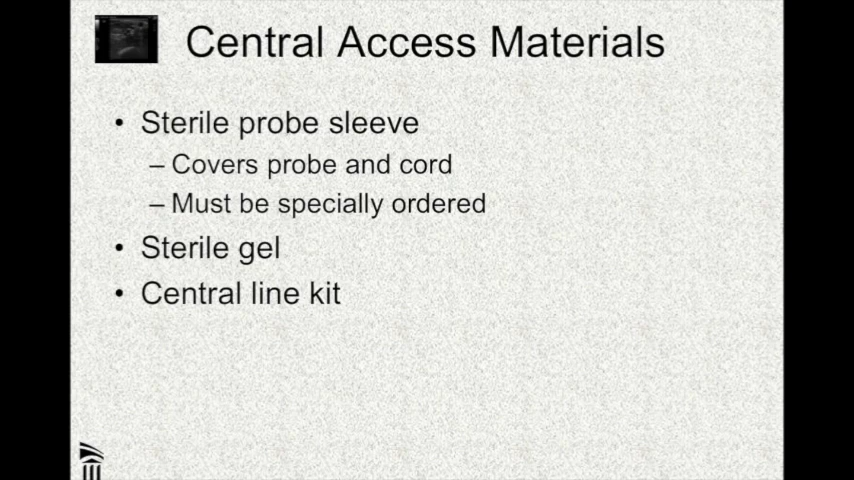 Central Access Materials
• Sterile probe sleeve
– Covers probe and cord
– Must be specially ordered
• Sterile gel
• Central line kit